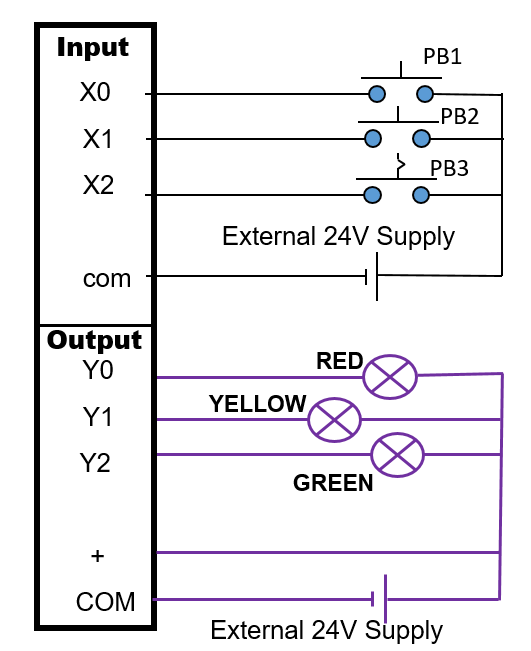 Input
PB1
X0
PB2
X1
PB3
X2
External 24V Supply
com
Output
RED
Y0
YELLOW
Y1
Y2
GREEN
+
COM
External 24V Supply